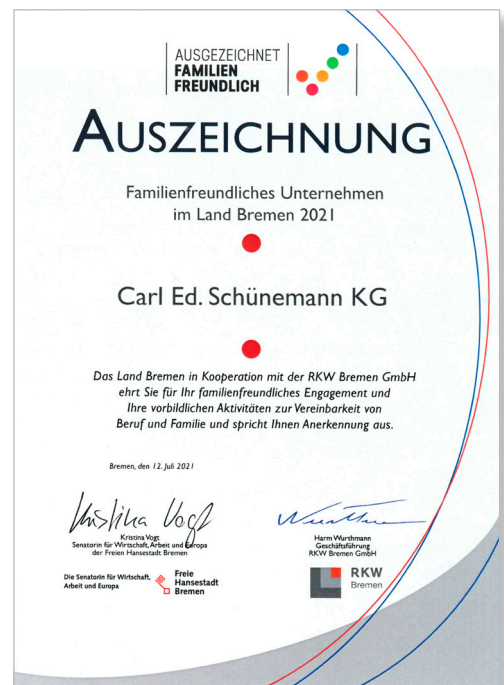 AUSGEZEICHNET
FAMILIEN
FREUNDLICH
AUSZEICHNUNG
Familienfreundliches Unternehmen
im Land Bremen 2021
Carl Ed. Schünemann KG
Das Land Bremen in Kooperation mit der RKW Bremen GmbH
ehrt Sie für Ihr familienfreundliches Engagement und
Ihre vorbildlichen Aktivitäten zur Vereinbarkeit von
Beruf und Familie und spricht Ihnen Anerkennung aus.
Bremen, den 12. Juli 2021
Kristina Vogt
Kristina Vogt
Senatorin für Wirtschaft, Arbeit und Europa
der Freien Hansestadt Bremen
Harm Wurthmann
Geschäftsführung
RKW Bremen GmbH
Die Senatorin für Wirtschaft,
Arbeit und Europa
Freie
Hansestadt
Bremen
RKW
Bremen